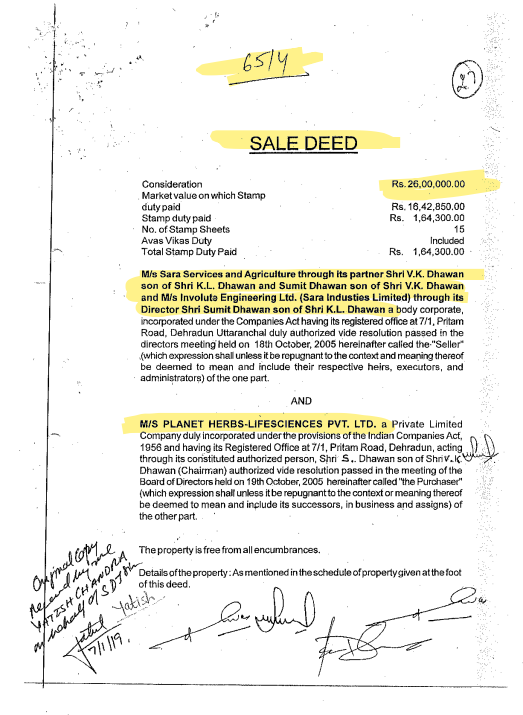 65/4
27
SALE DEED
Consideration Rs. 26,00,000.00
Market value on which Stamp
duty paid Rs. 16,42,850.00
Stamp duty paid Rs. 1,64,300.00
No. of Stamp Sheets 15
Avas Vikas Duty Included
Total Stamp Duty Paid Rs. 1,64,300.00
M/s Sara Services and Agriculture through its partner Shri V.K. Dhawan
son of Shri K.L. Dhawan and Sumit Dhawan son of Shri V.K. Dhawan
and M/s Involute Engineering Ltd. (Sara Industies Limited) through its
Director Shri Sumit Dhawan son of Shri K.L. Dhawan a body corporate,
incorporated under the Companies Act having its registered office at 7/1, Pritam
Road, Dehradun Uttaranchal duly authorized vide resolution passed in the
directors meeting held on 18th October, 2005 hereinafter called the "Seller"
(which expression shall unless it be repugnant to the context and meaning thereof
be deemed to mean and include their respective heirs, executors, and
administrators) of the one part.
AND
M/S PLANET HERBS-LIFESCIENCES PVT. LTD. a Private Limited
Company duly incorporated under the provisions of the Indian Companies Act,
1956 and having its Registered Office at 7/1, Pritam Road, Dehradun, acting
through its constituted authorized person, Shri S. Dhawan son of Shri V.K.
Dhawan (Chairman) authorized vide resolution passed in the meeting of the
Board of Directors held on 19th October, 2005 hereinafter called "the Purchaser"
(which expression shall unless it be repugnant to the context or meaning thereof
be deemed to mean and include its successors, in business and assigns) of
the other part.
The property is free from all encumbrances.
Details of the property : As mentioned in the schedule of property given at the foot
of this deed.
Original Copy
Received by me
YATISH CHANDRA
on behalf of
Yatish
7/1/19.